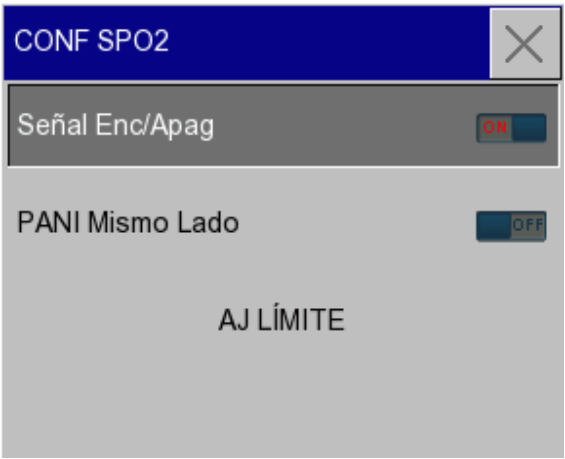 CONF SPO2
Señal Enc/Apag
ON
PANI Mismo Lado
OFF
AJ LÍMITE